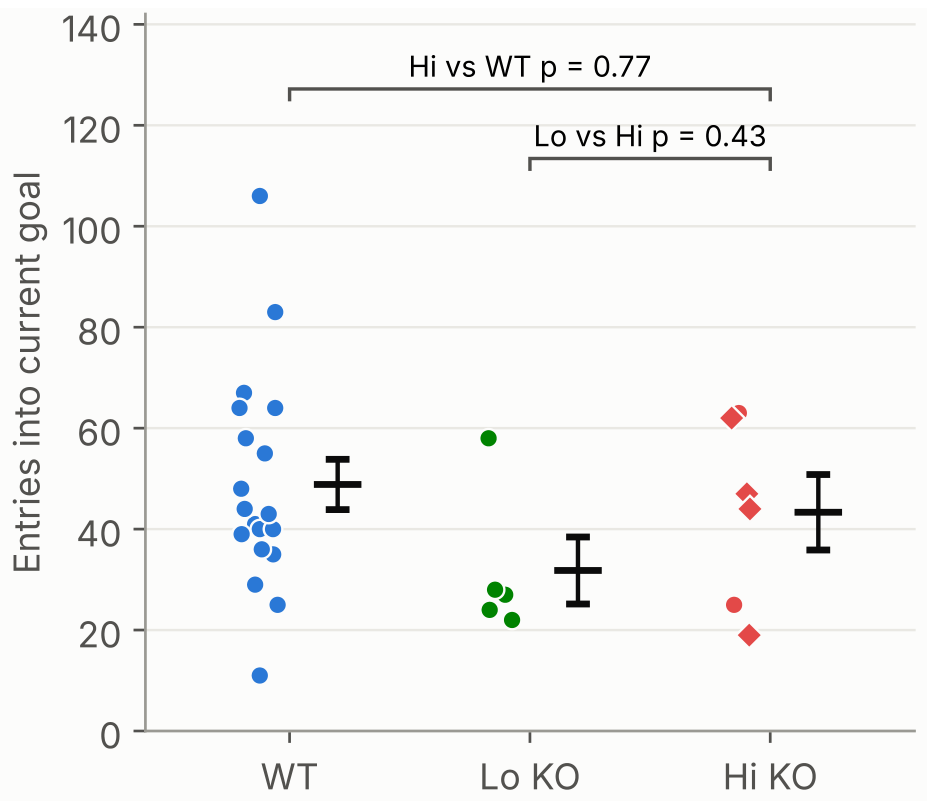 140
Hi vs WT p = 0.77
120
Lo vs Hi p = 0.43
100
80
60
40
20
0
Entries into current goal
WT
Lo KO
Hi KO